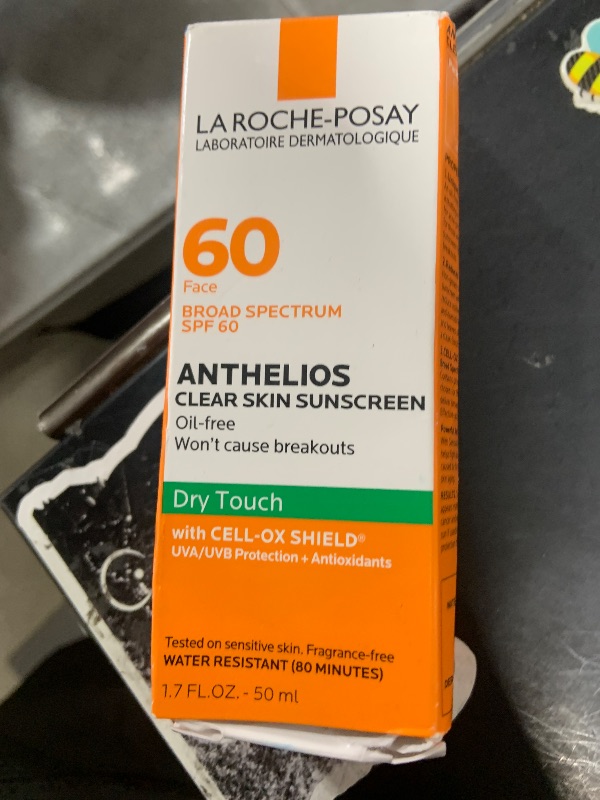 LA ROCHE-POSAY
LABORATOIRE DERMATOLOGIQUE
60
Face
BROAD SPECTRUM
SPF 60
ANTHELIOS
CLEAR SKIN SUNSCREEN
Oil-free
Won't cause breakouts
Dry Touch
with CELL-OX SHIELD®
UVA/UVB Protection + Antioxidants
Tested on sensitive skin. Fragrance-free
WATER RESISTANT (80 MINUTES)
1.7 FL.OZ. - 50 ml